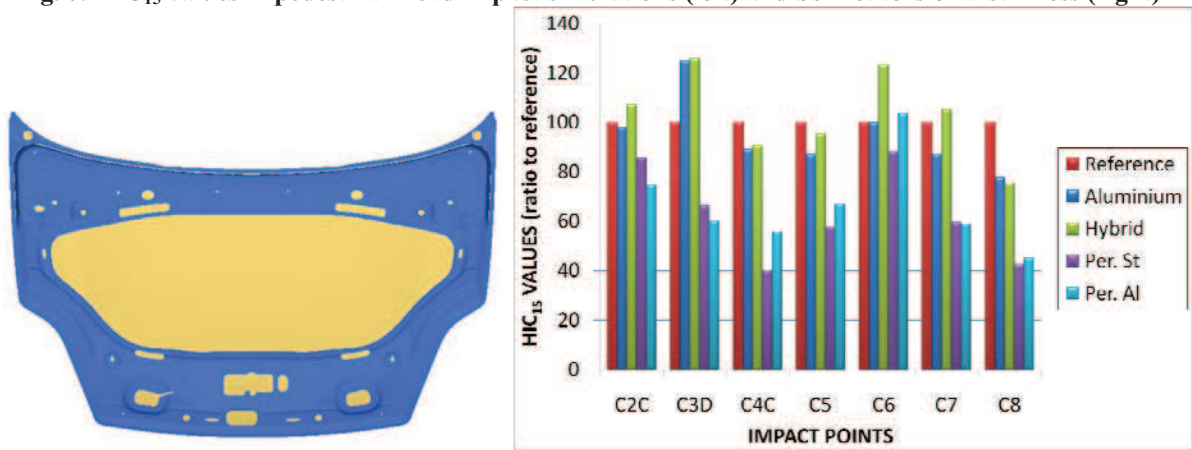 140
120
100
80
60
40
20
0
HIC15 VALUES (ratio to reference)
C2C C3D C4C C5 C6 C7 C8
IMPACT POINTS
Reference
Aluminium
Hybrid
Per. St
Per. Al